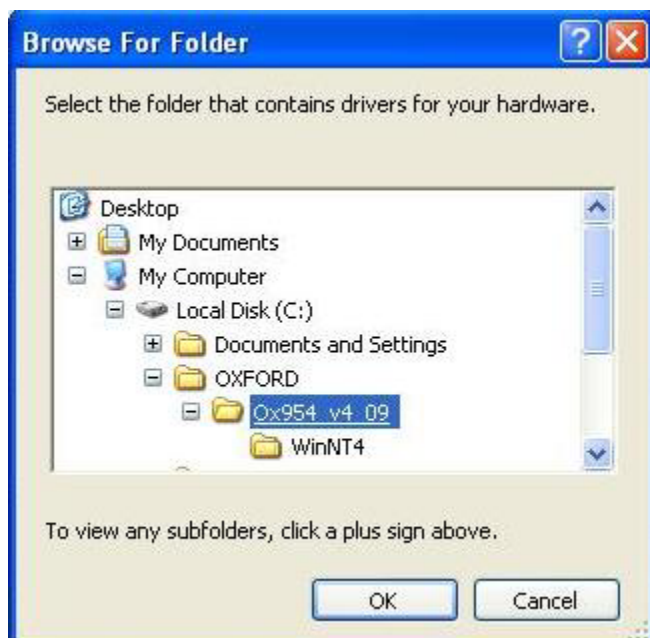 Browse For Folder
Select the folder that contains drivers for your hardware.
Desktop
My Documents
My Computer
Local Disk (C:)
Documents and Settings
OXFORD
Ox954_v4_09
WinNT4
To view any subfolders, click a plus sign above.
OK Cancel